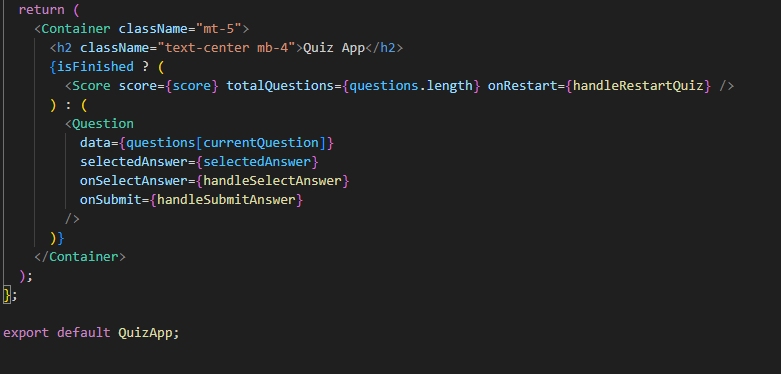 return (
<Container className="mt-5">
<h2 className="text-center mb-4">Quiz App</h2>
{isFinished ? (
<Score score={score} totalQuestions={questions.length} onRestart={handleRestartQuiz} />
) : (
<Question
data={questions[currentQuestion]}
selectedAnswer={selectedAnswer}
onSelectAnswer={handleSelectAnswer}
onSubmit={handleSubmitAnswer}
/>
)}
</Container>
);
};
export default QuizApp;